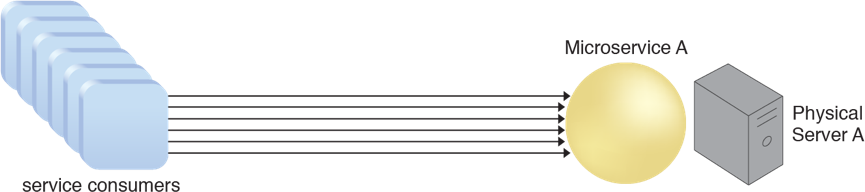 Microservice A
Physical
Server A
service consumers